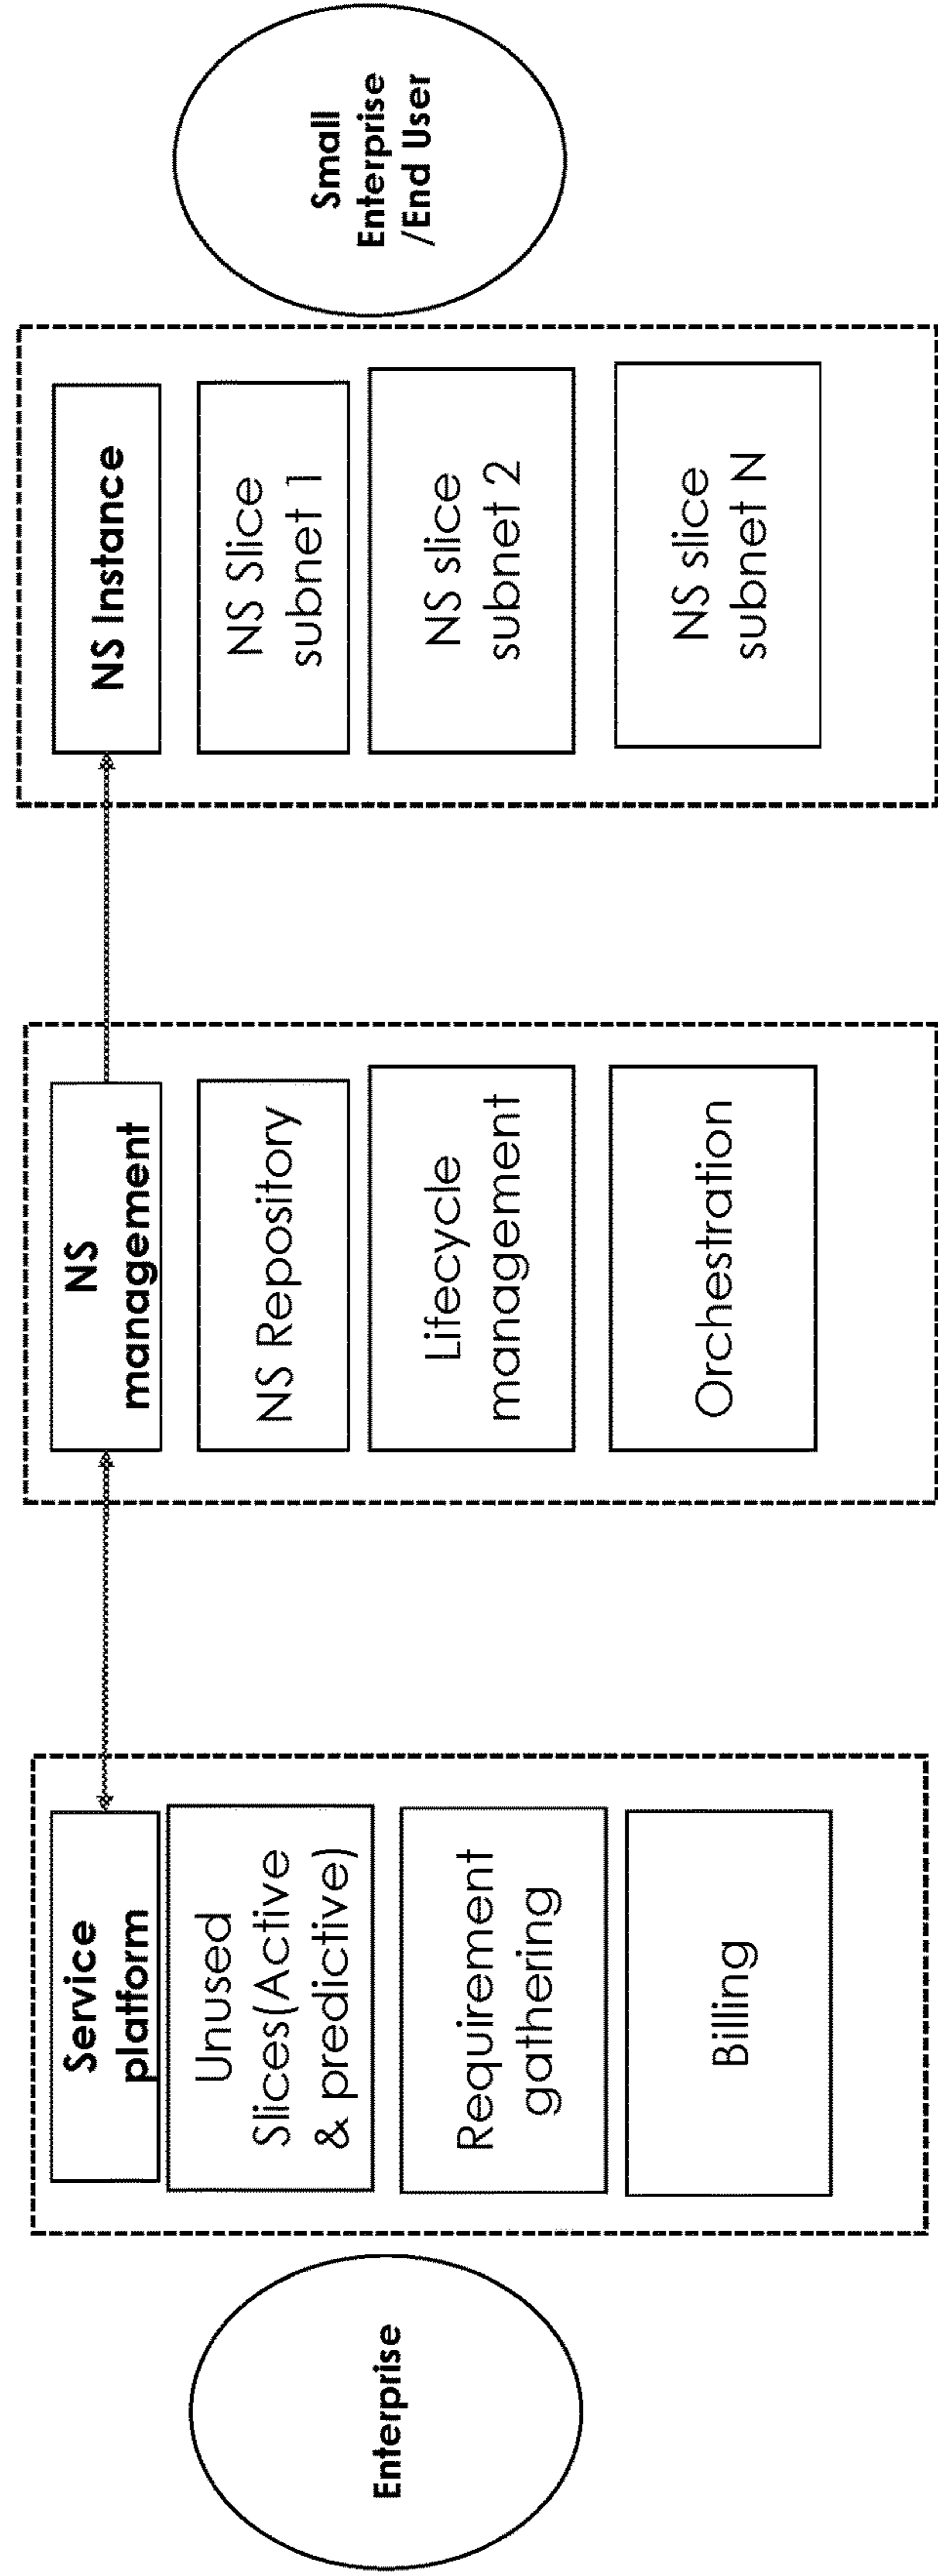 Enterprise
Service
platform
Unused
Slices(Active
& predictive)
Requirement
gathering
Billing
NS
management
NS Repository
Lifecycle
management
Orchestration
NS Instance
NS Slice
subnet 1
NS slice
subnet 2
NS slice
subnet N
Small
Enterprise
/End User